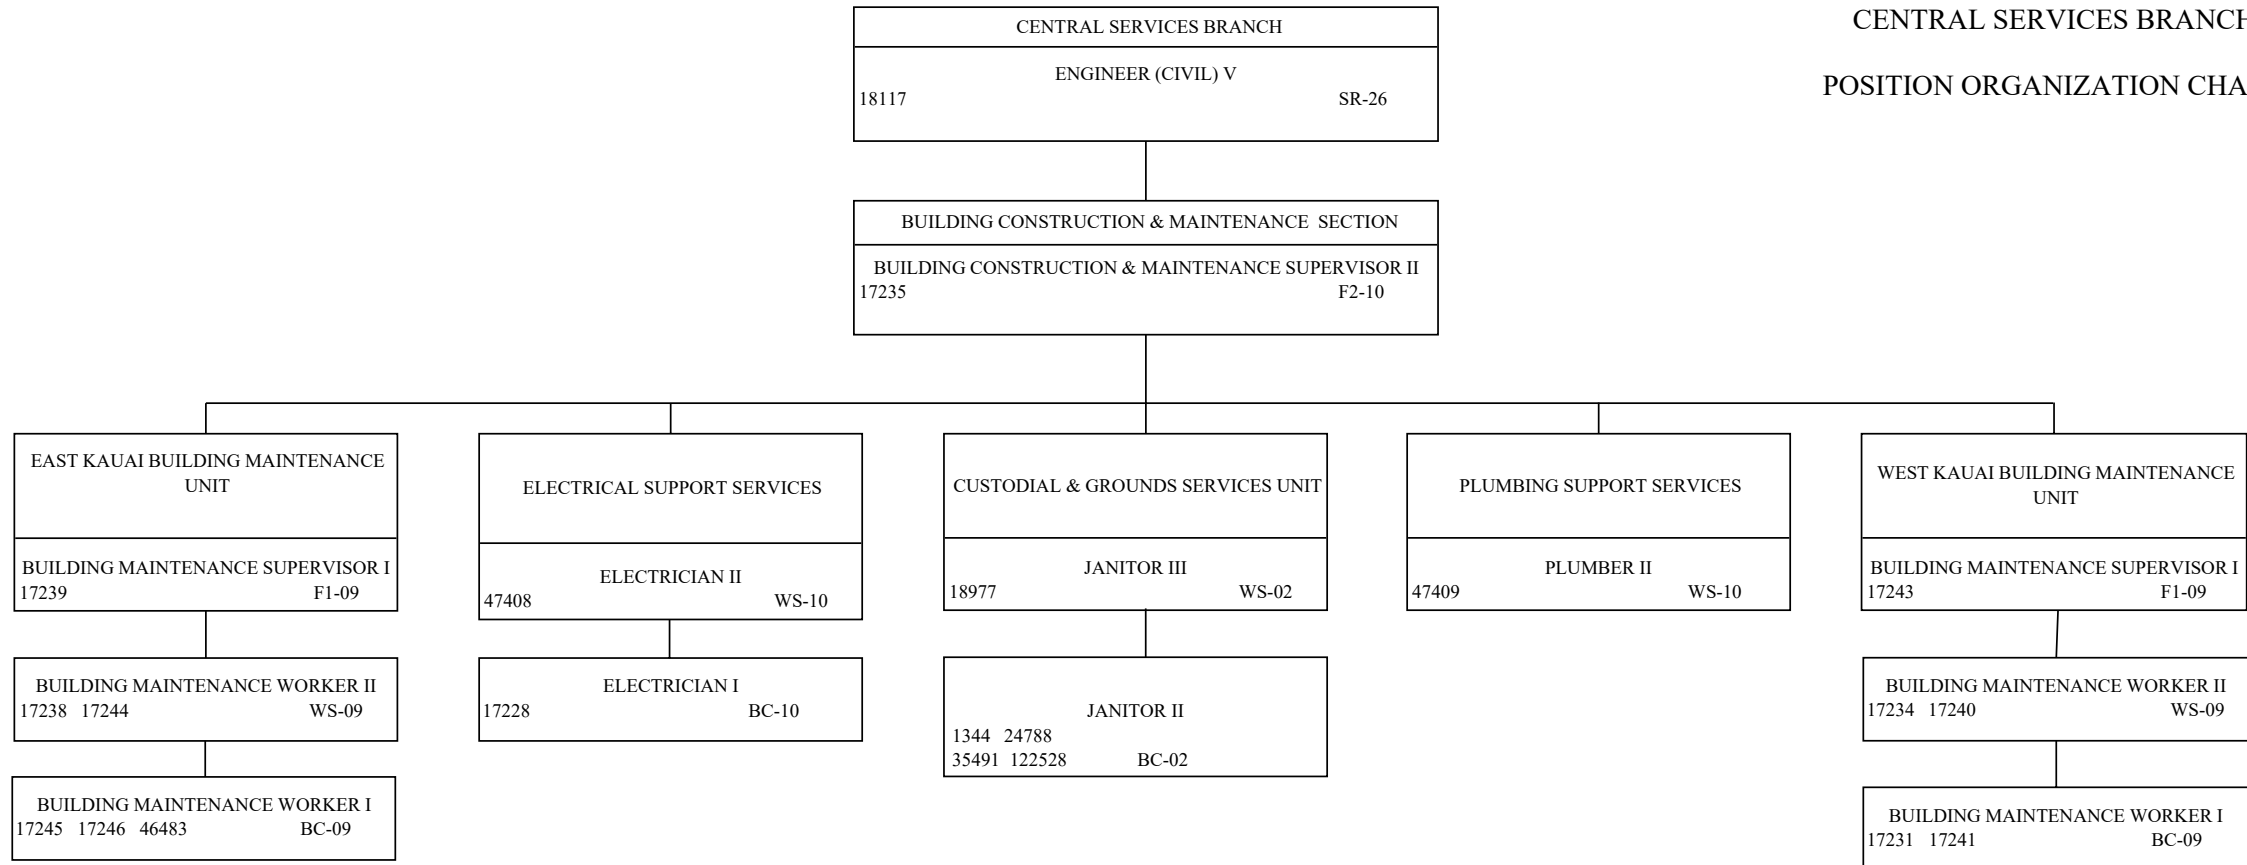 CENTRAL SERVICES BRANCH
POSITION ORGANIZATION CHA
CENTRAL SERVICES BRANCH
ENGINEER (CIVIL) V
18117 SR-26
BUILDING CONSTRUCTION & MAINTENANCE SECTION
BUILDING CONSTRUCTION & MAINTENANCE SUPERVISOR II
17235 F2-10
EAST KAUAI BUILDING MAINTENANCE
UNIT
BUILDING MAINTENANCE SUPERVISOR I
17239 F1-09
BUILDING MAINTENANCE WORKER II
17238 17244 WS-09
BUILDING MAINTENANCE WORKER I
17245 17246 46483 BC-09
ELECTRICAL SUPPORT SERVICES
ELECTRICIAN II
47408 WS-10
ELECTRICIAN I
17228 BC-10
CUSTODIAL & GROUNDS SERVICES UNIT
JANITOR III
18977 WS-02
JANITOR II
1344 24788
35491 122528 BC-02
PLUMBING SUPPORT SERVICES
PLUMBER II
47409 WS-10
WEST KAUAI BUILDING MAINTENANCE
UNIT
BUILDING MAINTENANCE SUPERVISOR I
17243 F1-09
BUILDING MAINTENANCE WORKER II
17234 17240 WS-09
BUILDING MAINTENANCE WORKER I
17231 17241 BC-09